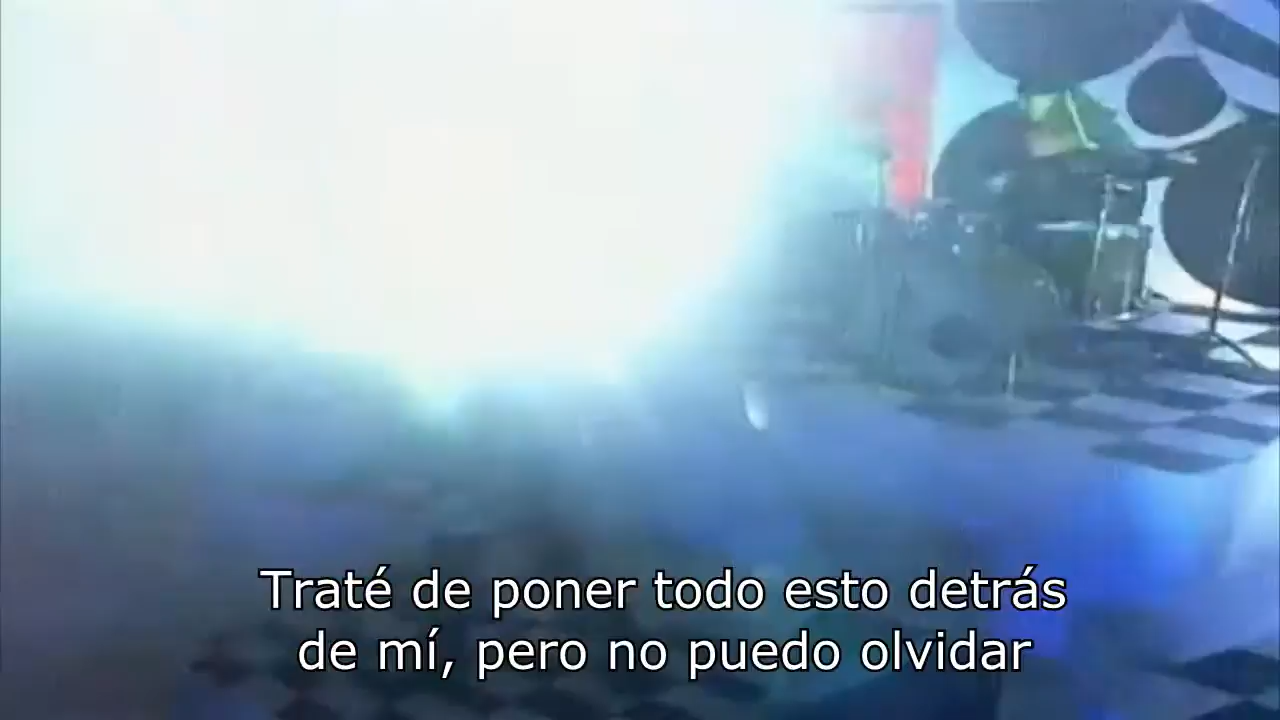 Traté de poner todo esto detrás
de mí, pero no puedo olvidar